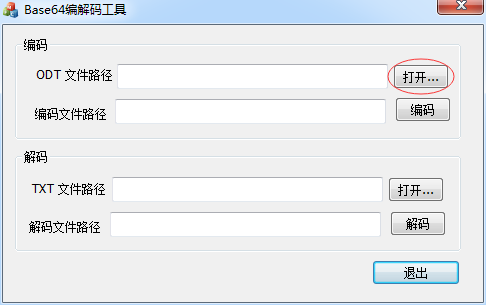 Base64编解码工具
编码
ODT 文件路径 打开...
编码文件路径 编码
解码
TXT 文件路径 打开...
解码文件路径 解码
退出